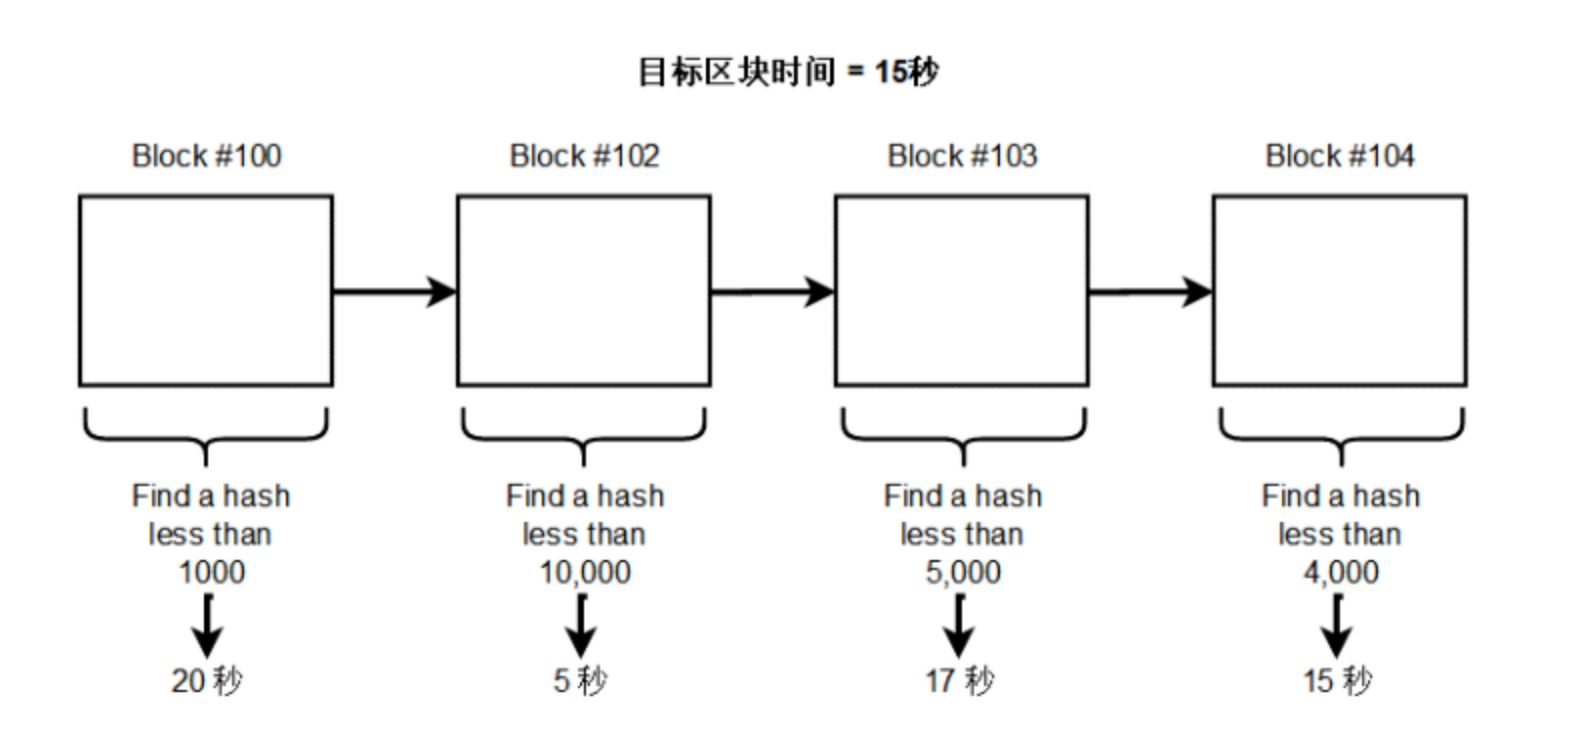 目标区块时间 = 15秒
Block #100
Block #102
Block #103
Block #104
Find a hash
less than
1000
Find a hash
less than
10,000
Find a hash
less than
5,000
Find a hash
less than
4,000
20 秒
5 秒
17 秒
15 秒